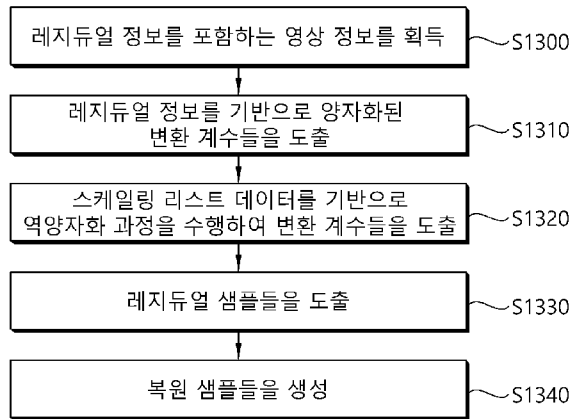 레지듀얼 정보를 포함하는 영상 정보를 획득
S1300
레지듀얼 정보를 기반으로 양자화된
변환 계수들을 도출
S1310
스케일링 리스트 데이터를 기반으로
역양자화 과정을 수행하여 변환 계수들을 도출
S1320
레지듀얼 샘플들을 도출
S1330
복원 샘플들을 생성
S1340